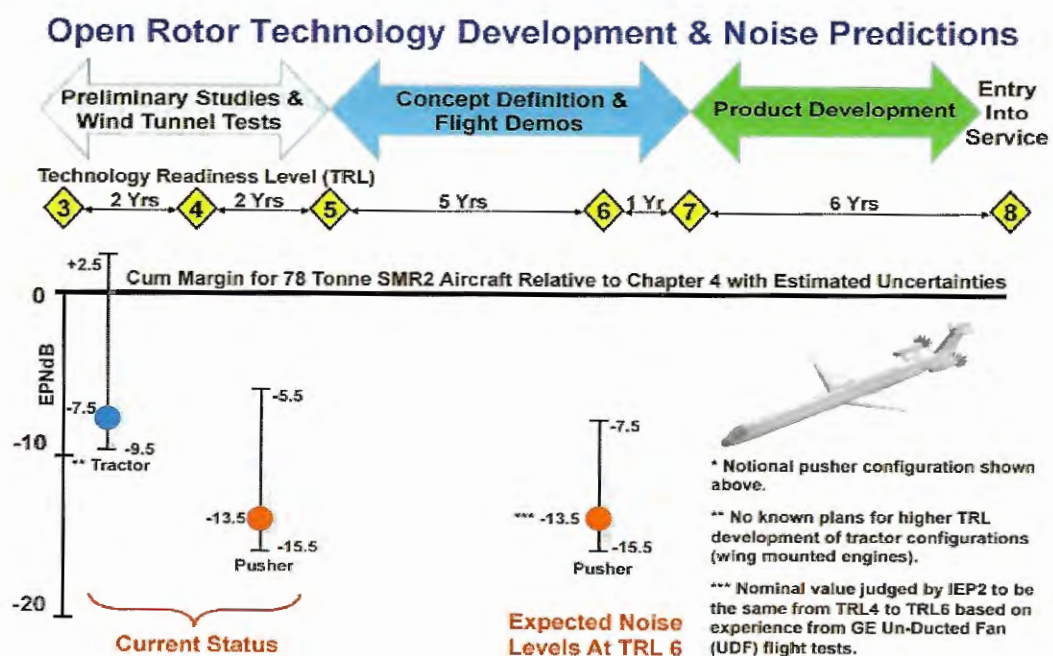 Open Rotor Technology Development & Noise Predictions
Preliminary Studies &
Wind Tunnel Tests
Concept Definition &
Flight Demos
Product Development
Entry
Into
Service
Technology Readiness Level (TRL)
3
2 Yrs
4
2 Yrs
5
5 Yrs
6
1 Yr
7
6 Yrs
8
+2.5
Cum Margin for 78 Tonne SMR2 Aircraft Relative to Chapter 4 with Estimated Uncertainties
0
EPNdB
-10
-20
-7.5
-9.5
** Tractor
-5.5
-13.5
-15.5
Pusher
-7.5
*** -13.5
-15.5
Pusher
Current Status
Expected Noise
Levels At TRL 6
* Notional pusher configuration shown
above.
** No known plans for higher TRL
development of tractor configurations
(wing mounted engines).
*** Nominal value judged by IEP2 to be
the same from TRL4 to TRL6 based on
experience from GE Un-Ducted Fan
(UDF) flight tests.